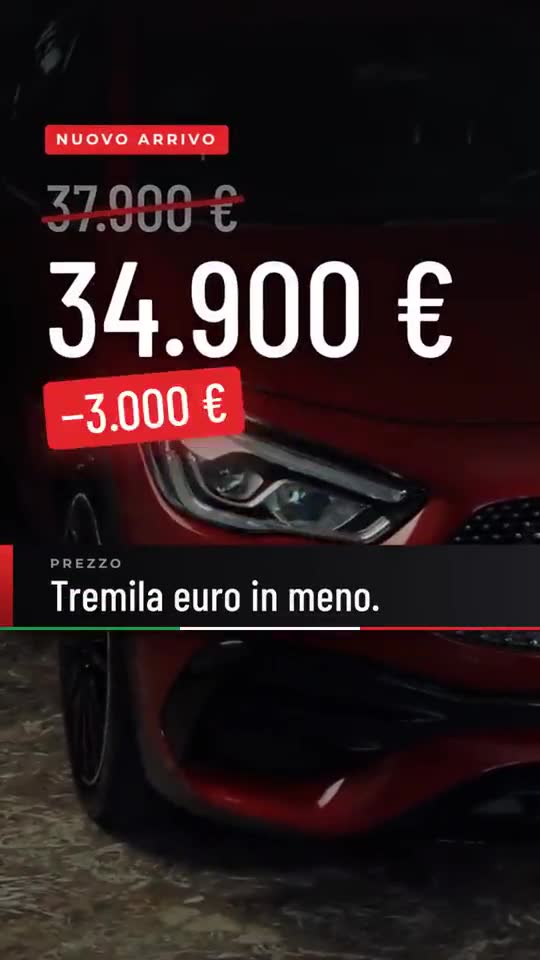 NUOVO ARRIVO
37.900 €
34.900 €
–3.000 €
PREZZO
Tremila euro in meno.